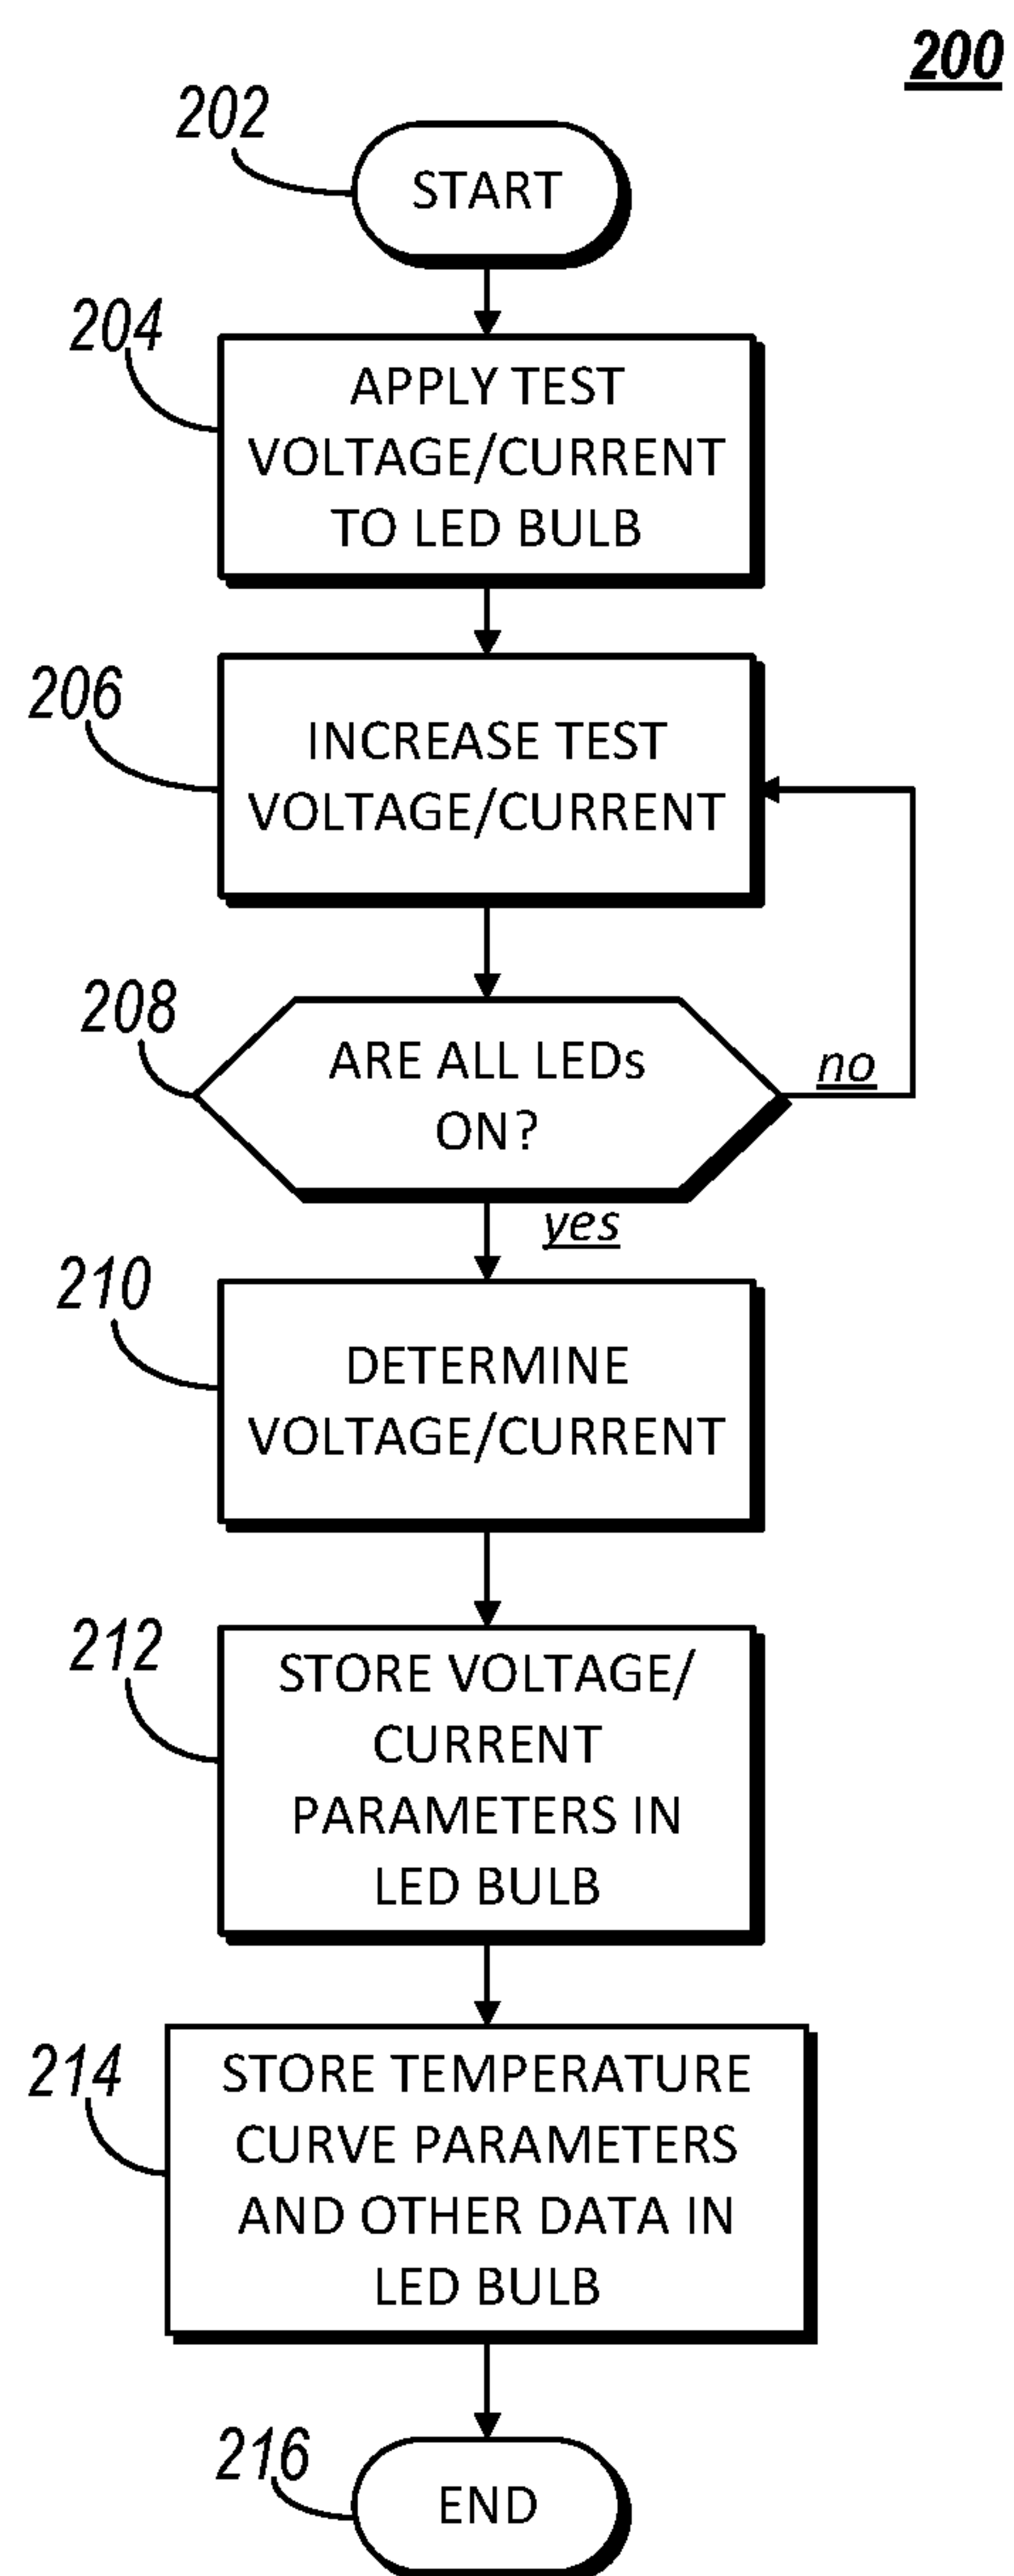 200
202
START
204
APPLY TEST
VOLTAGE/CURRENT
TO LED BULB
206
INCREASE TEST
VOLTAGE/CURRENT
208
ARE ALL LEDs
ON?
no
yes
210
DETERMINE
VOLTAGE/CURRENT
212
STORE VOLTAGE/
CURRENT
PARAMETERS IN
LED BULB
214
STORE TEMPERATURE
CURVE PARAMETERS
AND OTHER DATA IN
LED BULB
216
END